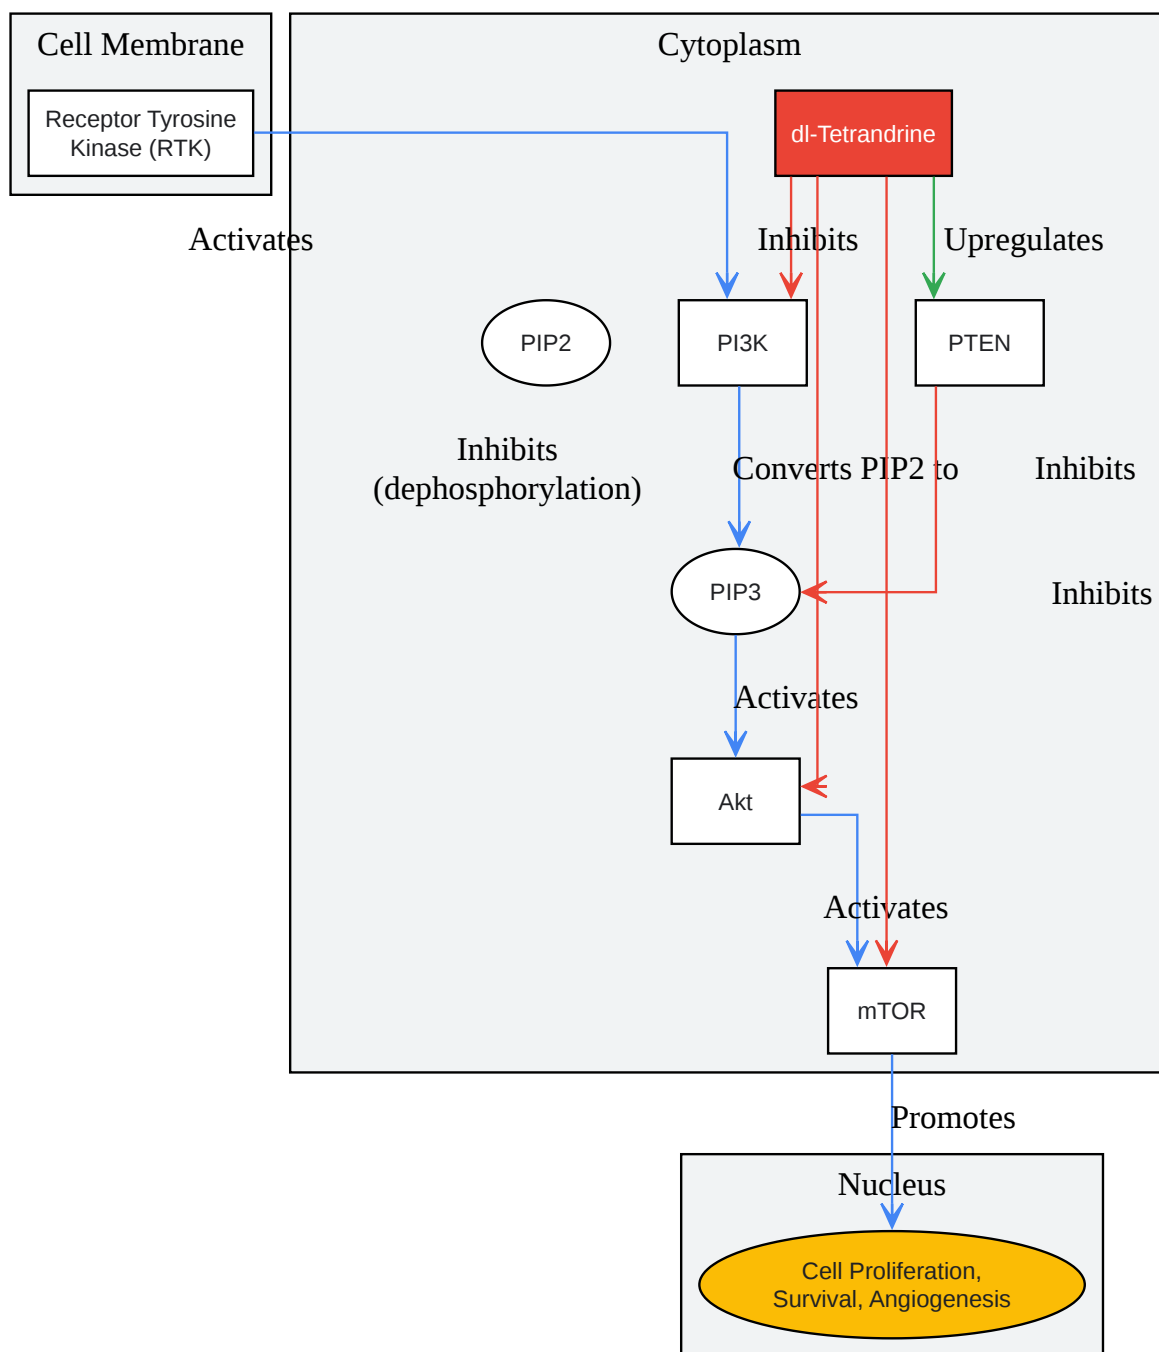 Cell Membrane
Cytoplasm
Receptor Tyrosine
Kinase (RTK)
dl-Tetrandrine
Activates
Inhibits
Upregulates
PIP2
PI3K
PTEN
Inhibits
(dephosphorylation)
Converts PIP2 to
Inhibits
PIP3
Inhibits
Activates
Akt
Activates
mTOR
Promotes
Nucleus
Cell Proliferation,
Survival, Angiogenesis